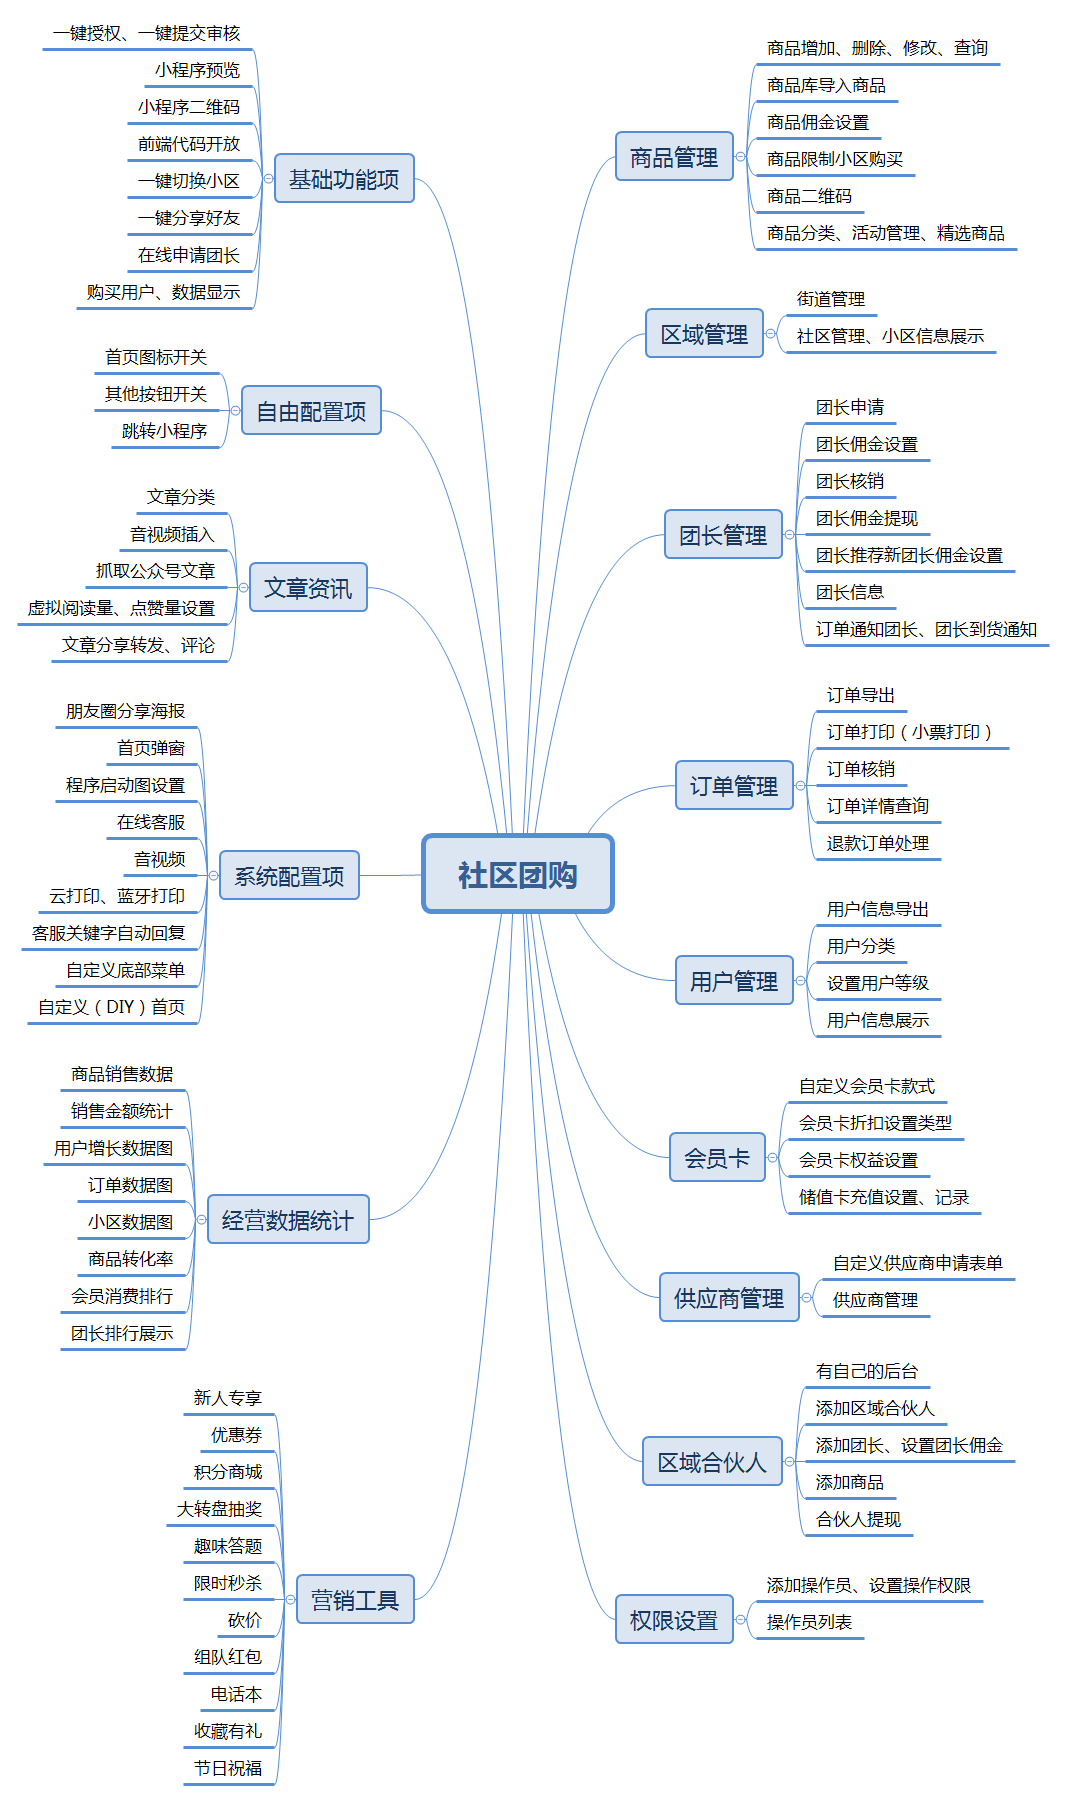 社区团购
商品管理
商品增加、删除、修改、查询
商品库导入商品
商品佣金设置
商品限制小区购买
商品二维码
商品分类、活动管理、精选商品
区域管理
街道管理
社区管理、小区信息展示
团长管理
团长申请
团长佣金设置
团长核销
团长佣金提现
团长推荐新团长佣金设置
团长信息
订单通知团长、团长到货通知
订单管理
订单导出
订单打印（小票打印）
订单核销
订单详情查询
退款订单处理
用户管理
用户信息导出
用户分类
设置用户等级
用户信息展示
会员卡
自定义会员卡款式
会员卡折扣设置类型
会员卡权益设置
储值卡充值设置、记录
供应商管理
自定义供应商申请表单
供应商管理
区域合伙人
有自己的后台
添加区域合伙人
添加团长、设置团长佣金
添加商品
合伙人提现
权限设置
添加操作员、设置操作权限
操作员列表
基础功能项
一键授权、一键提交审核
小程序预览
小程序二维码
前端代码开放
一键切换小区
一键分享好友
在线申请团长
购买用户、数据显示
自由配置项
首页图标开关
其他按钮开关
跳转小程序
文章资讯
文章分类
音视频插入
抓取公众号文章
虚拟阅读量、点赞量设置
文章分享转发、评论
系统配置项
朋友圈分享海报
首页弹窗
程序启动图设置
在线客服
音视频
云打印、蓝牙打印
客服关键字自动回复
自定义底部菜单
自定义（DIY）首页
经营数据统计
商品销售数据
销售金额统计
用户增长数据图
订单数据图
小区数据图
商品转化率
会员消费排行
团长排行展示
营销工具
新人专享
优惠券
积分商城
大转盘抽奖
趣味答题
限时秒杀
砍价
组队红包
电话本
收藏有礼
节日祝福